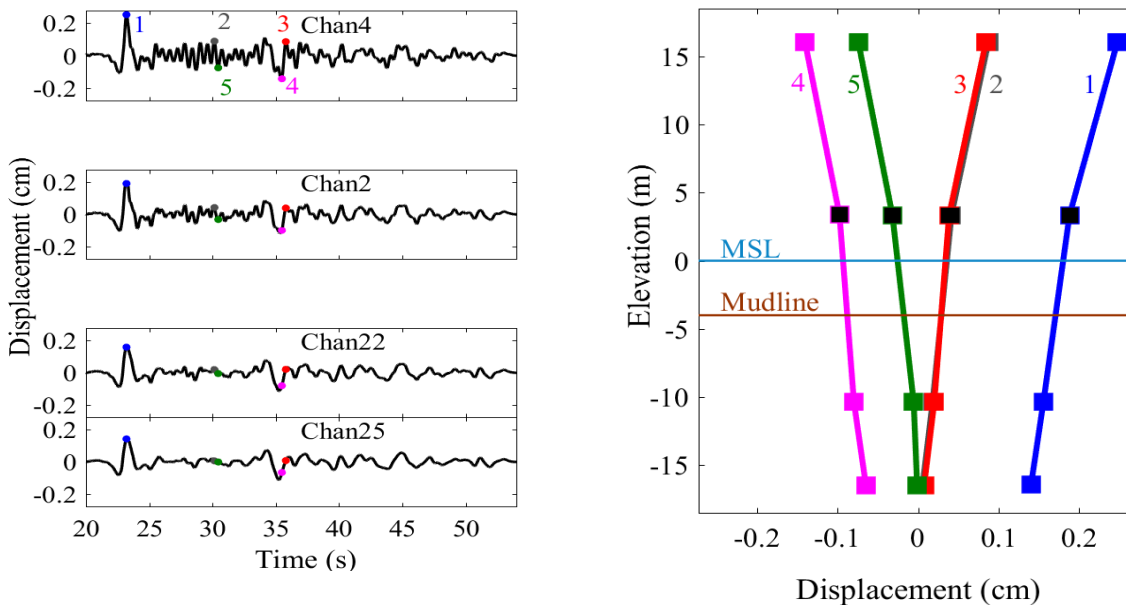 0.2
0
-0.2
1
2
3
Chan4
5
4
0.2
0
-0.2
Chan2
Displacement (cm)
0.2
0
-0.2
Chan22
0.2
0
-0.2
Chan25
20 25 30 35 40 45 50
Time (s)
15
10
5
0
-5
-10
-15
Elevation (m)
4
5
3
2
1
MSL
Mudline
-0.2 -0.1 0 0.1 0.2
Displacement (cm)